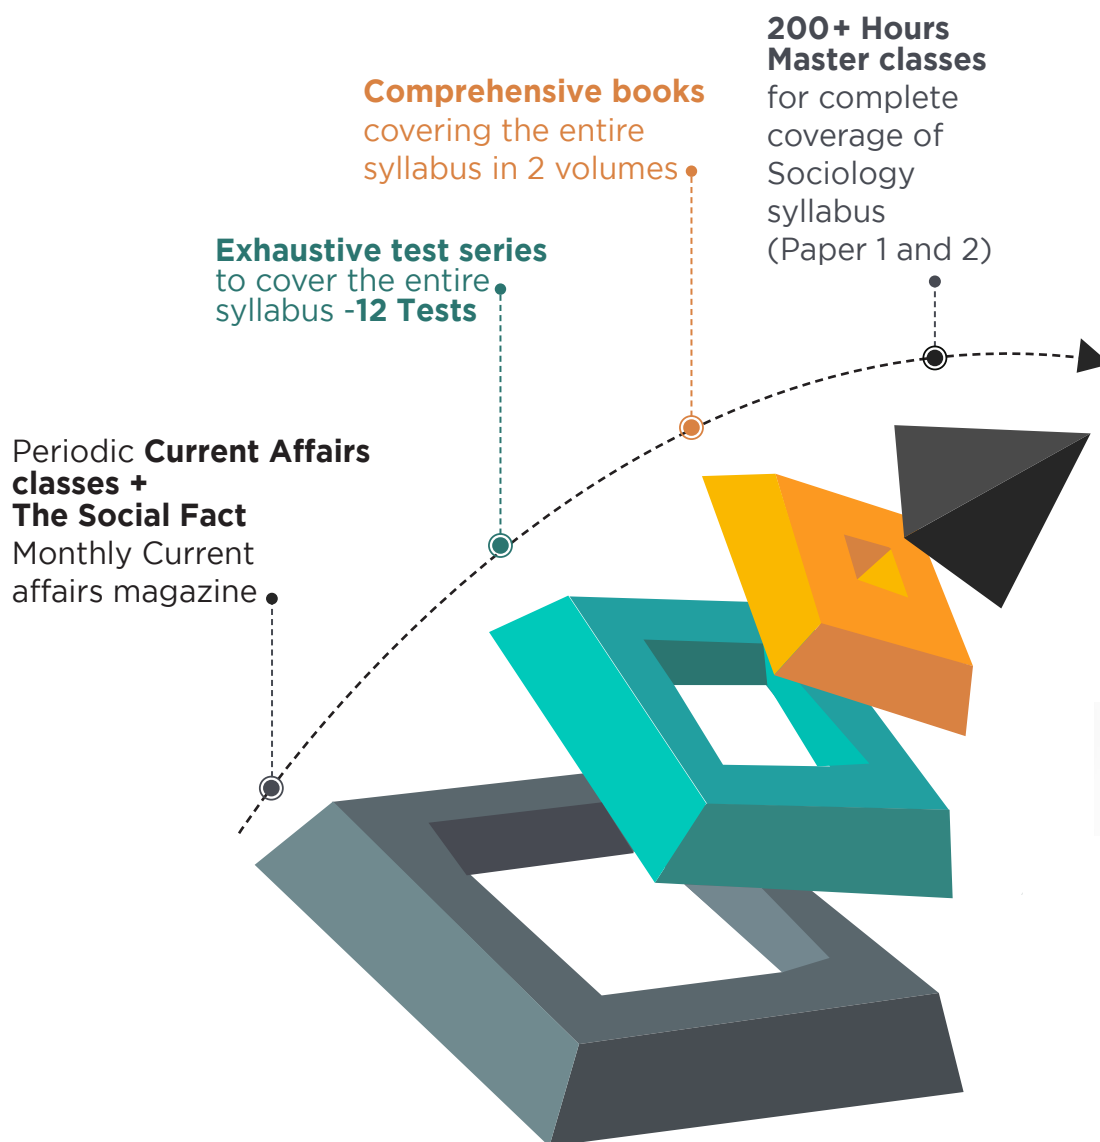 200+ Hours
Master classes
for complete
coverage of
Sociology
syllabus
(Paper 1 and 2)
Comprehensive books
covering the entire
syllabus in 2 volumes
Exhaustive test series
to cover the entire
syllabus -12 Tests
Periodic Current Affairs
classes +
The Social Fact
Monthly Current
affairs magazine